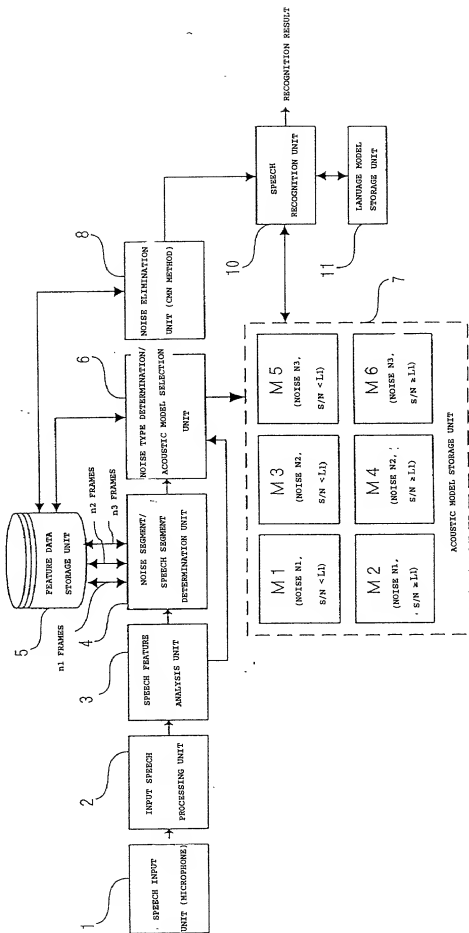 1
SPEECH INPUT
UNIT (MICROPHONE)
2
INPUT SPEECH
PROCESSING UNIT
3
SPEECH FEATURE
ANALYSIS UNIT
4
NOISE SEGMENT/
SPEECH SEGMENT
DETERMINATION UNIT
5
FEATURE DATA
STORAGE UNIT
n1 FRAMES
n2 FRAMES
n3 FRAMES
6
NOISE TYPE DETERMINATION/
ACOUSTIC MODEL SELECTION
UNIT
8
NOISE ELIMINATION
UNIT (CMN METHOD)
10
SPEECH
RECOGNITION UNIT
RECOGNITION RESULT
11
LANUAGE MODEL
STORAGE UNIT
7
M1
(NOISE N1,
S/N < L1)
M3
(NOISE N2,
S/N < L1)
M5
(NOISE N3,
S/N < L1)
M2
(NOISE N1,
S/N ≥ L1)
M4
(NOISE N2,
S/N ≥ L1)
M6
(NOISE N3,
S/N ≥ L1)
ACOUSTIC MODEL STORAGE UNIT